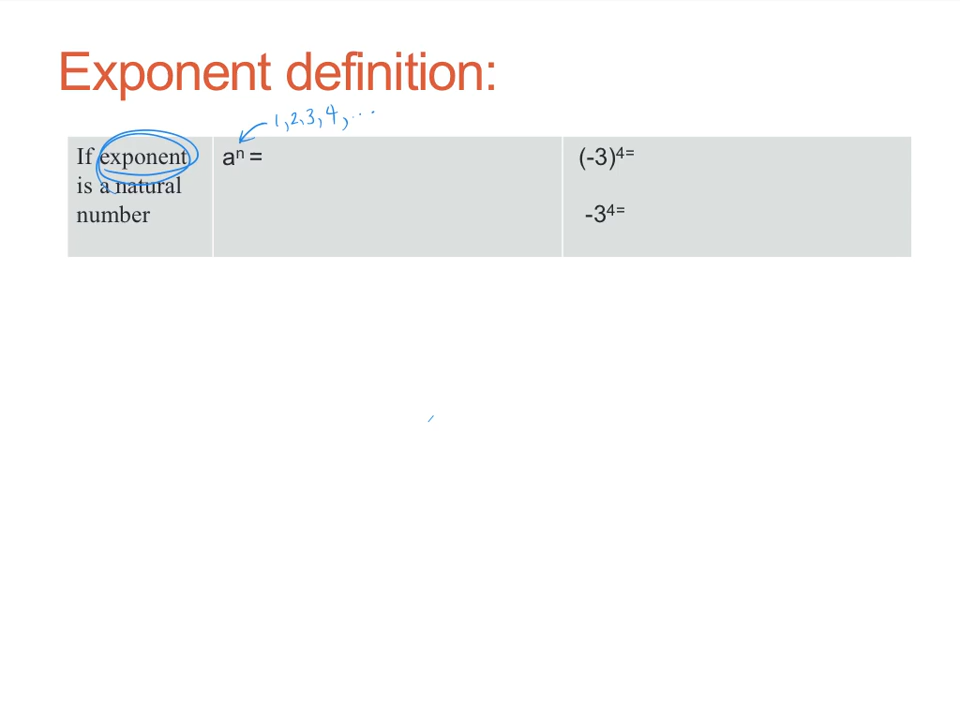 Exponent definition:
1, 2, 3, 4, ...
If exponent
is a natural
number
aⁿ =
(-3)⁴⁼
-3⁴⁼